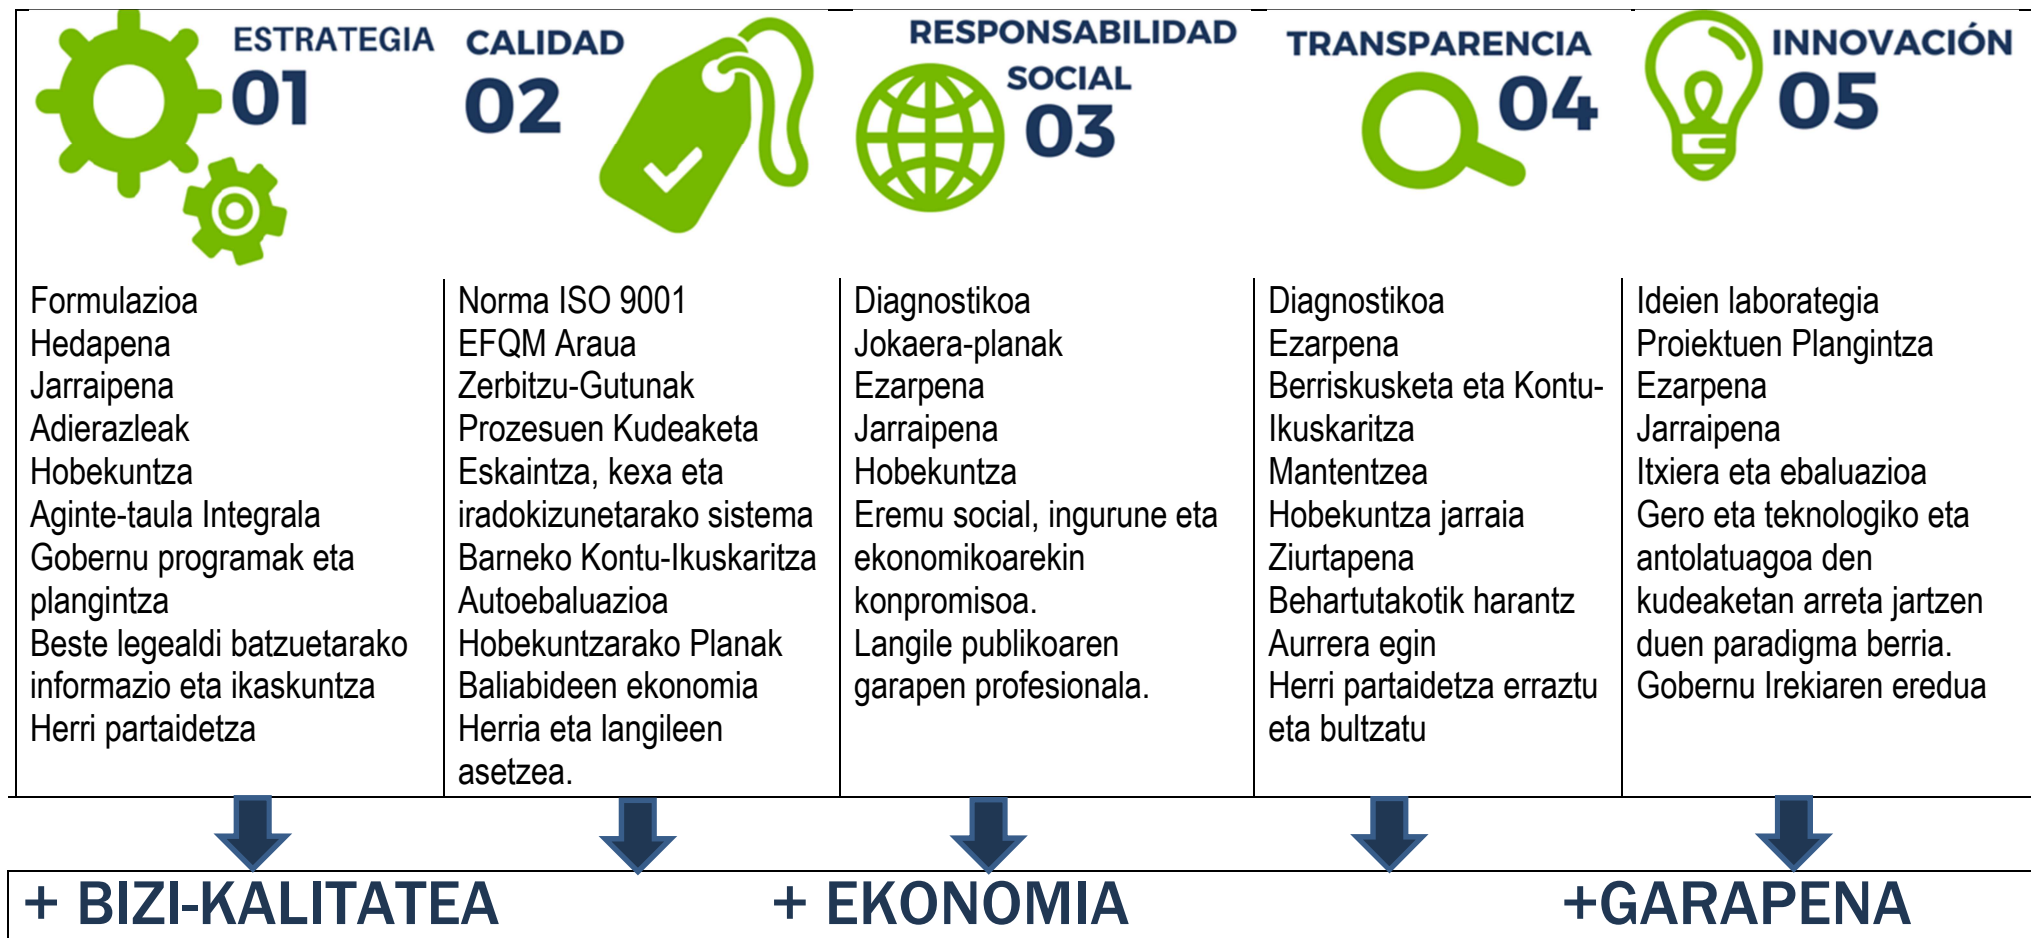 ESTRATEGIA
01
CALIDAD
02
RESPONSABILIDAD
SOCIAL
03
TRANSPARENCIA
04
INNOVACIÓN
05
Formulazioa
Hedapena
Jarraipena
Adierazleak
Hobekuntza
Aginte-taula Integrala
Gobernu programak eta
plangintza
Beste legealdi batzuetarako
informazio eta ikaskuntza
Herri partaidetza
Norma ISO 9001
EFQM Araua
Zerbitzu-Gutunak
Prozesuen Kudeaketa
Eskaintza, kexa eta
iradokizunetarako sistema
Barneko Kontu-Ikuskaritza
Autoebaluazioa
Hobekuntzarako Planak
Baliabideen ekonomia
Herria eta langileen
asetzea.
Diagnostikoa
Jokaera-planak
Ezarpena
Jarraipena
Hobekuntza
Eremu social, ingurune eta
ekonomikoarekin
konpromisoa.
Langile publikoaren
garapen profesionala.
Diagnostikoa
Ezarpena
Berriskusketa eta Kontu-
Ikuskaritza
Mantentzea
Hobekuntza jarraia
Ziurtapena
Behartutakotik harantz
Aurrera egin
Herri partaidetza erraztu
eta bultzatu
Ideien laborategia
Proiektuen Plangintza
Ezarpena
Jarraipena
Itxiera eta ebaluazioa
Gero eta teknologiko eta
antolatuagoa den
kudeaketan arreta jartzen
duen paradigma berria.
Gobernu Irekiaren eredua
+ BIZI-KALITATEA
+ EKONOMIA
+GARAPENA